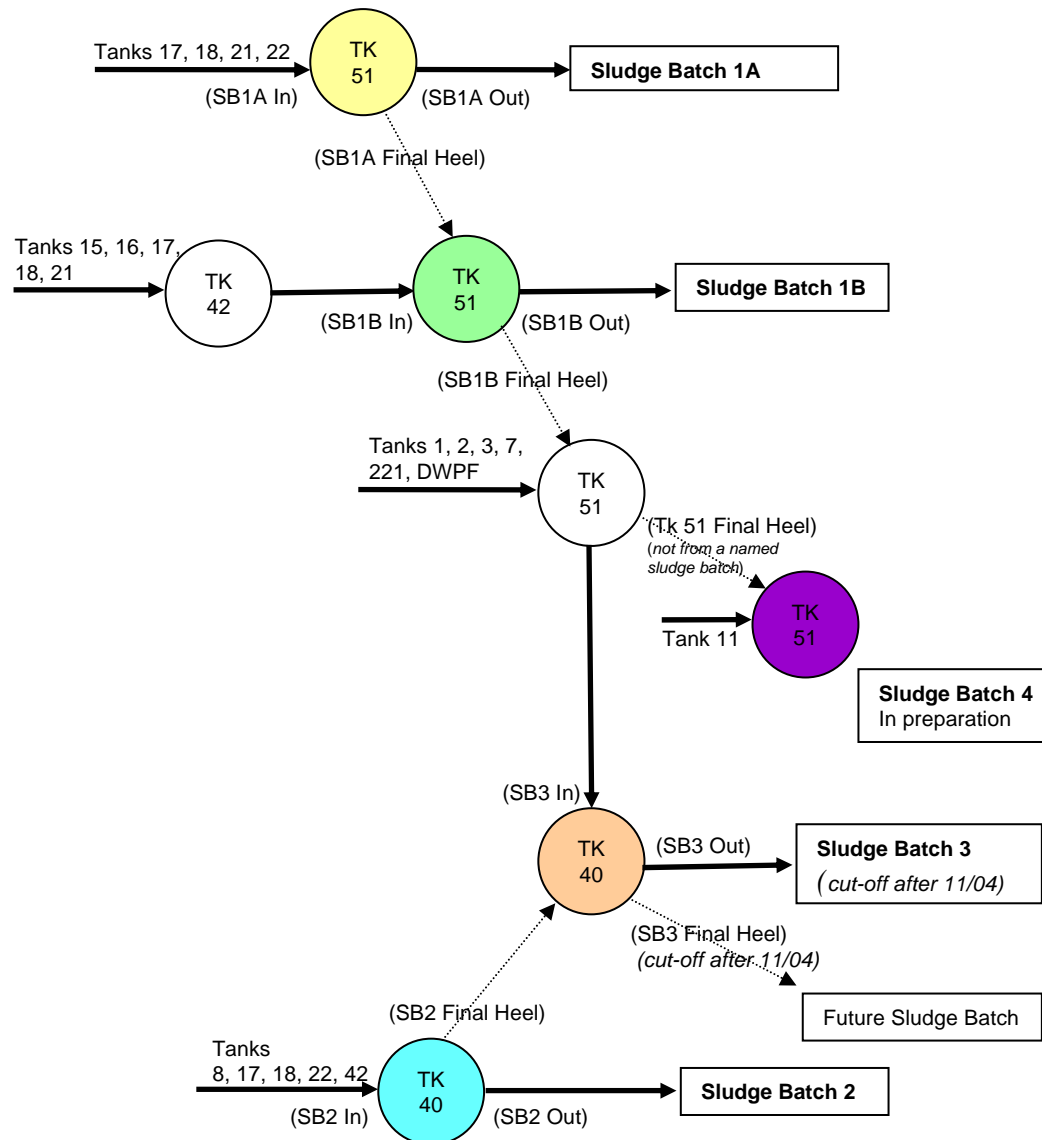 Tanks 17, 18, 21, 22
TK
51
(SB1A In)
(SB1A Out)
Sludge Batch 1A
(SB1A Final Heel)
Tanks 15, 16, 17,
18, 21
TK
42
(SB1B In)
TK
51
(SB1B Out)
Sludge Batch 1B
(SB1B Final Heel)
Tanks 1, 2, 3, 7,
221, DWPF
TK
51
(Tk 51 Final Heel)
(not from a named
sludge batch)
Tank 11
TK
51
Sludge Batch 4
In preparation
(SB3 In)
TK
40
(SB3 Out)
Sludge Batch 3
(cut-off after 11/04)
(SB3 Final Heel)
(cut-off after 11/04)
Future Sludge Batch
(SB2 Final Heel)
Tanks
8, 17, 18, 22, 42
(SB2 In)
TK
40
(SB2 Out)
Sludge Batch 2